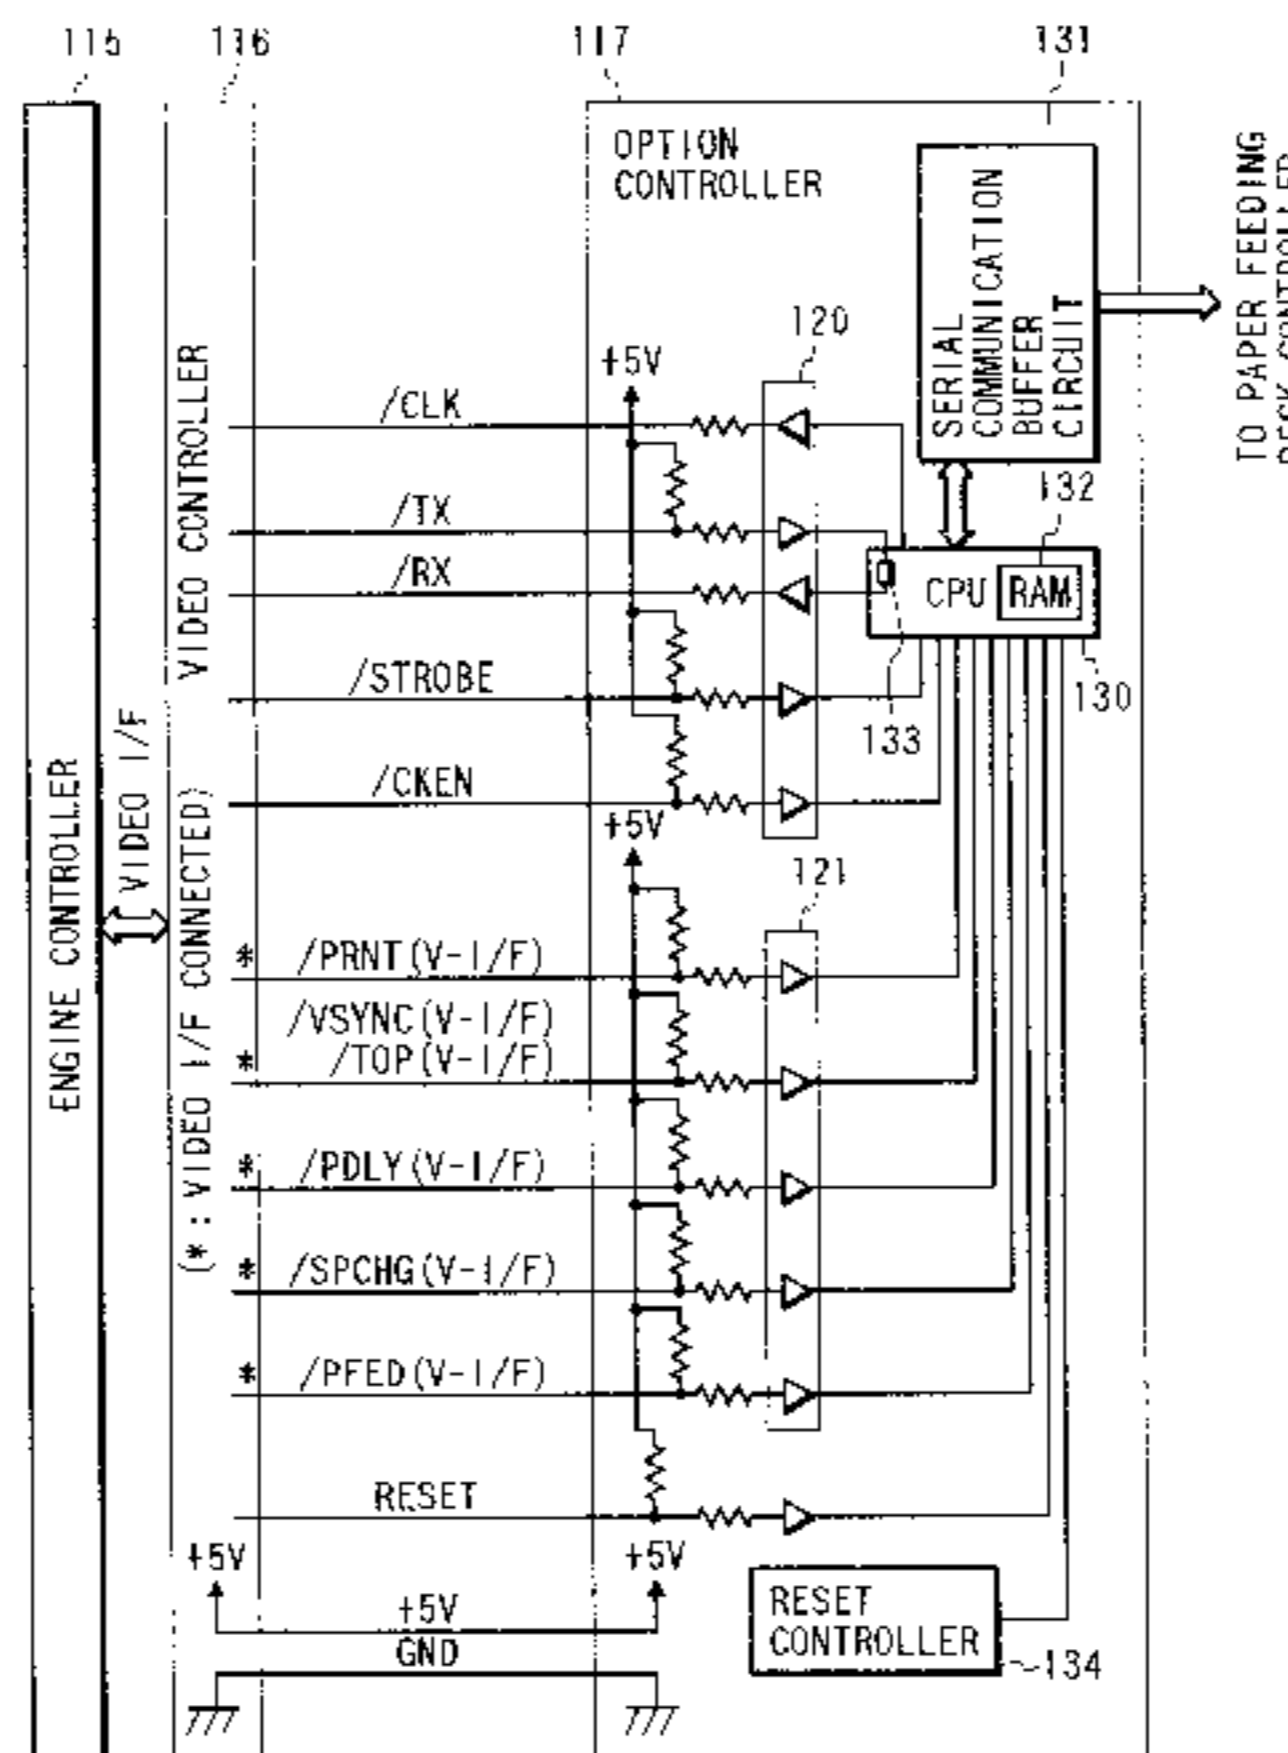 115
116
117
131
OPTION
CONTROLLER
SERIAL
COMMUNICATION
BUFFER
CIRCUIT
TO PAPER FEEDING
DECK CONTROLLER
120
+5V
/CLK
/TX
/RX
/STROBE
/CKEN
132
CPU
RAM
130
133
VIDEO CONTROLLER
(*: VIDEO I/F CONNECTED)
VIDEO I/F
ENGINE CONTROLLER
+5V
121
* /PRNT(V-I/F)
/VSYNC(V-I/F)
* /TOP(V-I/F)
* /PDLY(V-I/F)
* /SPCHG(V-I/F)
* /PFED(V-I/F)
RESET
+5V
+5V
+5V
GND
RESET
CONTROLLER
134